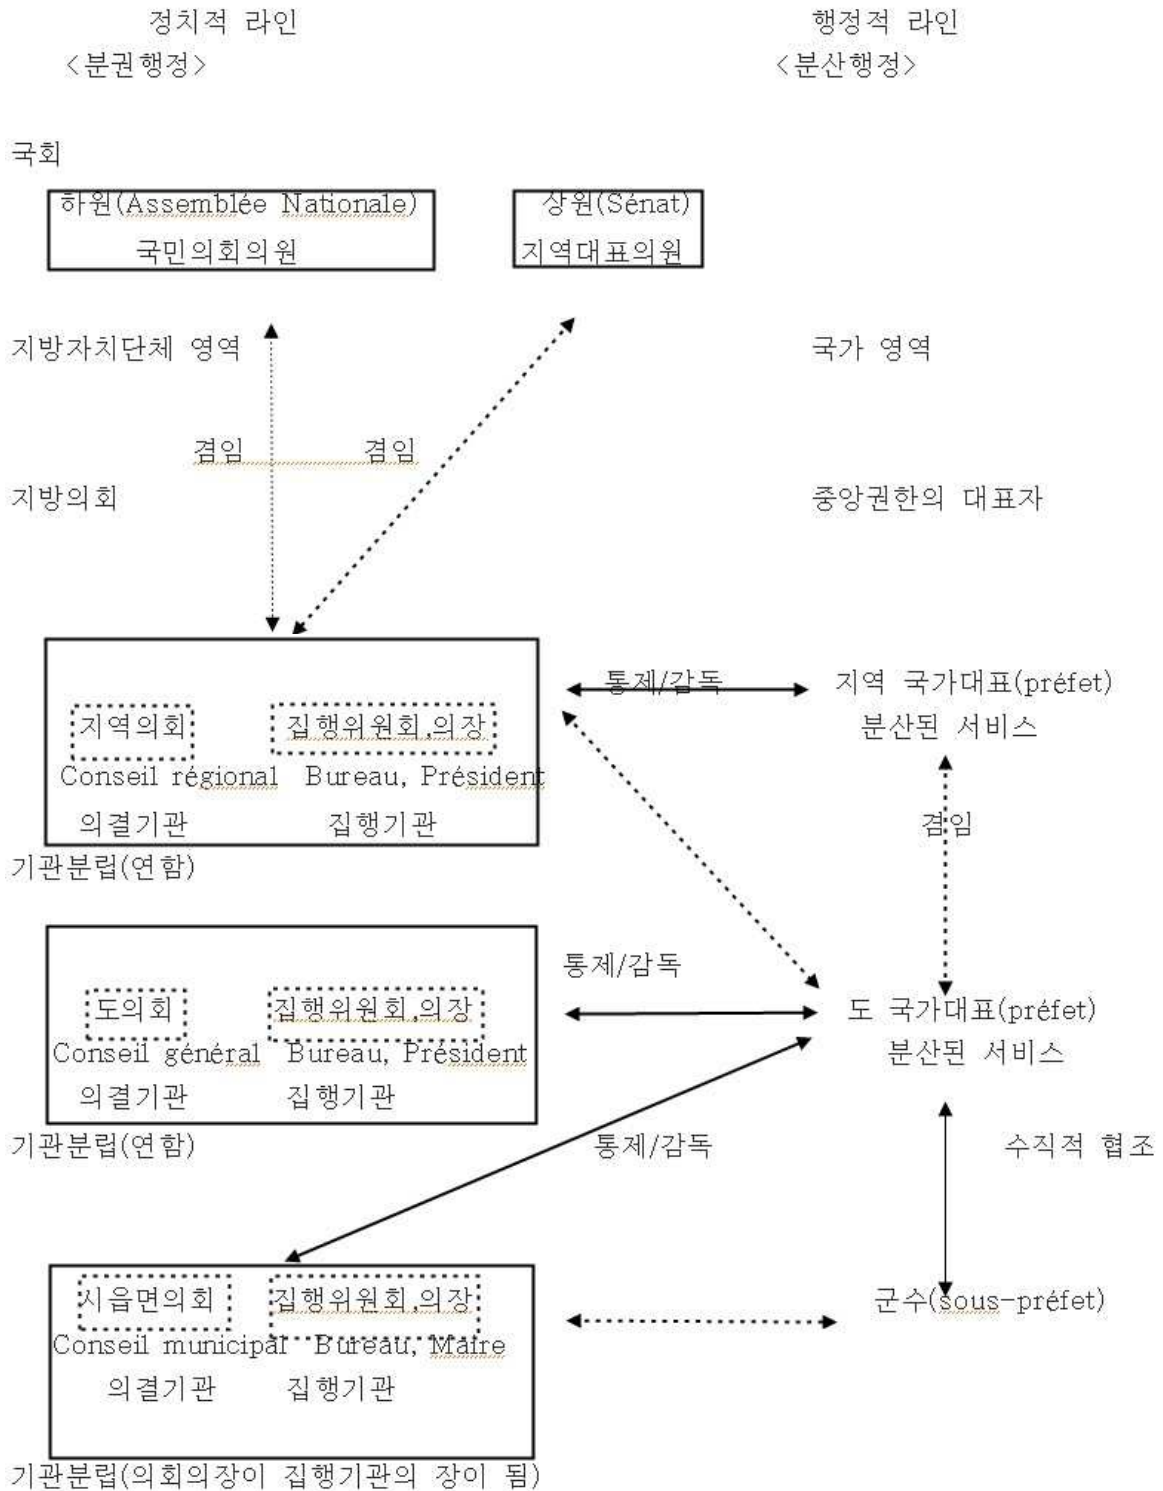 정치적 라인 행정적 라인
<분권행정> <분산행정>
국회
하원(Assemblée Nationale) 상원(Sénat)
국민의회의원 지역대표의원
지방자치단체 영역 국가 영역
겸임 겸임
지방의회 중앙권한의 대표자
통제/감독 지역 국가대표(préfet)
지역의회 집행위원회,의장 분산된 서비스
Conseil régional Bureau, Président
의결기관 집행기관 겸임
기관분립(연함)
통제/감독
도의회 집행위원회,의장 도 국가대표(préfet)
Conseil général Bureau, Président 분산된 서비스
의결기관 집행기관
기관분립(연함) 통제/감독 수직적 협조
시읍면의회 집행위원회,의장 군수(sous-préfet)
Conseil municipal Bureau, Maire
의결기관 집행기관
기관분립(의회의장이 집행기관의 장이 됨)